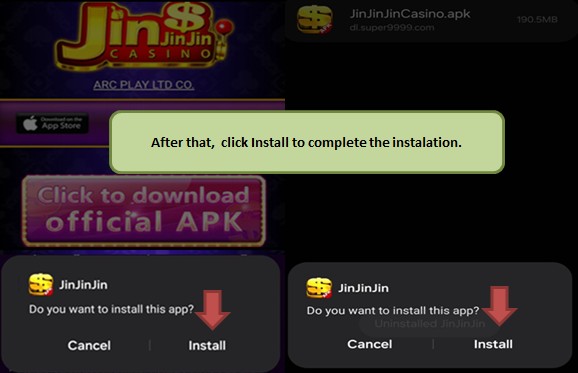 Jin$
JinJin
CASINO
ARC PLAY LTD CO.
Download on the
App Store
JinJinJinCasino.apk
190.5MB
dl.super9999.com
After that, click Install to complete the instalation.
Click to download
official APK
JinJinJin
Do you want to install this app?
Cancel
Install
JinJinJin
Do you want to install this app?
Uninstalled JinJinJin
Cancel
Install